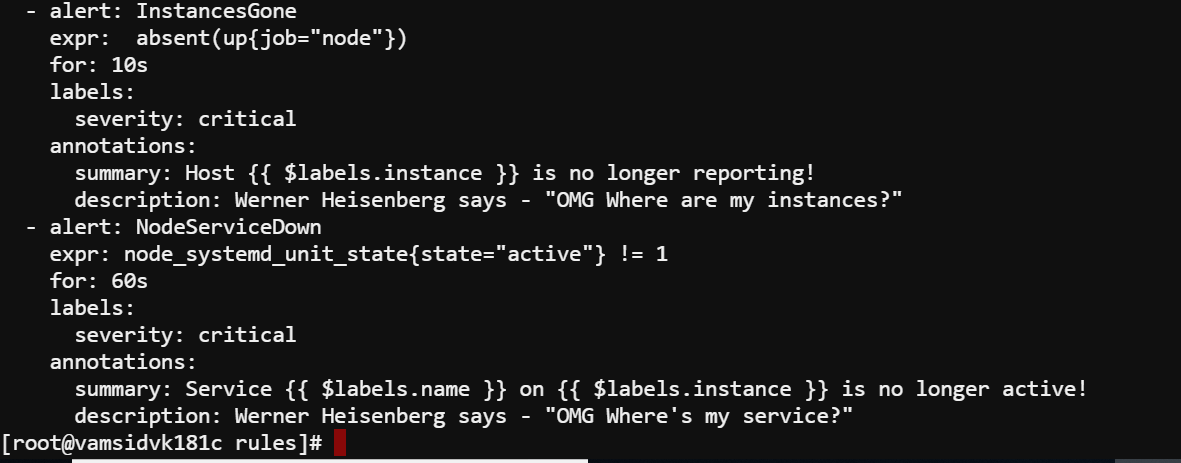 - alert: InstancesGone
expr:  absent(up{job="node"})
for: 10s
labels:
severity: critical
annotations:
summary: Host {{ $labels.instance }} is no longer reporting!
description: Werner Heisenberg says - "OMG Where are my instances?"
- alert: NodeServiceDown
expr: node_systemd_unit_state{state="active"} != 1
for: 60s
labels:
severity: critical
annotations:
summary: Service {{ $labels.name }} on {{ $labels.instance }} is no longer active!
description: Werner Heisenberg says - "OMG Where's my service?"
[root@vamsidvk181c rules]#